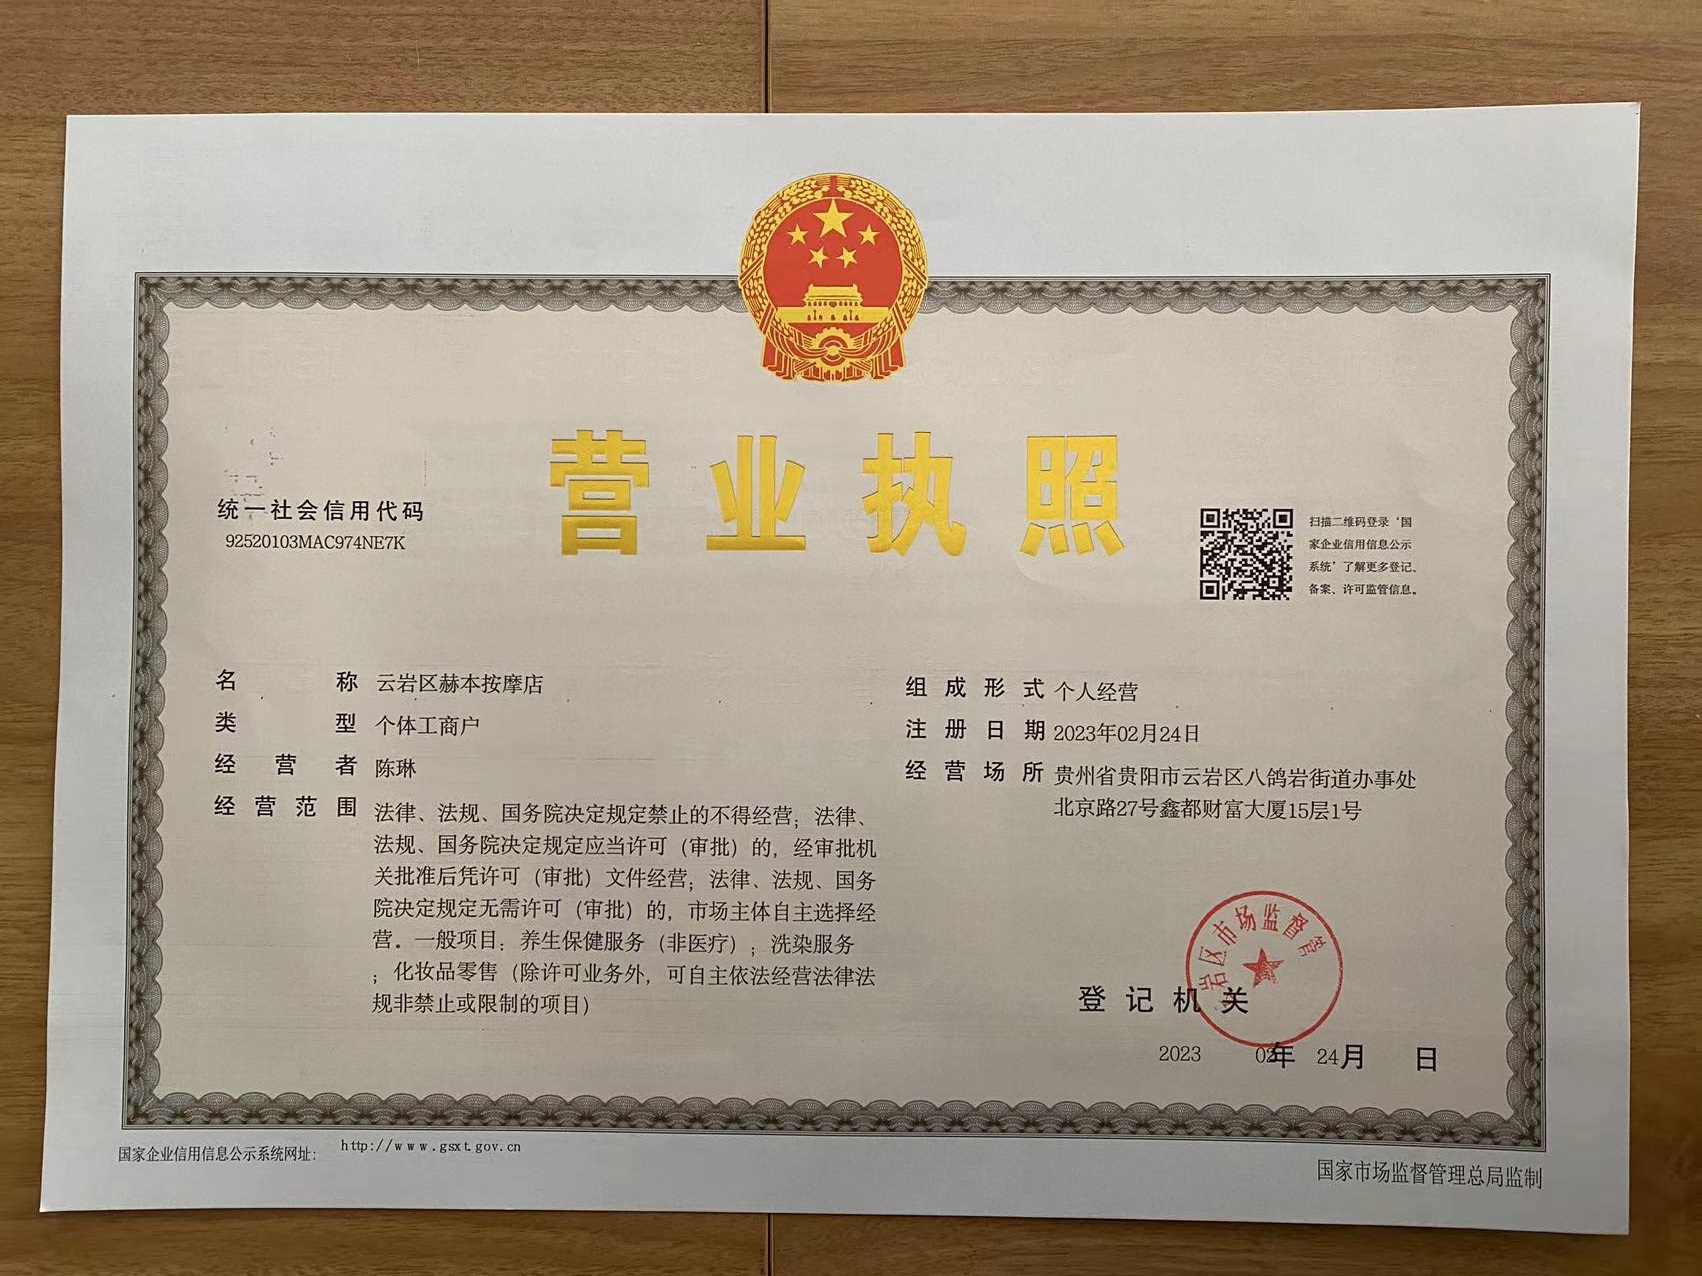 营业执照
统一社会信用代码
92520103MAC974NE7K
扫描二维码登录‘国
家企业信用信息公示
系统’了解更多登记、
备案、许可监管信息。
名称 云岩区赫本按摩店
类型 个体工商户
经营者 陈琳
经营范围 法律、法规、国务院决定规定禁止的不得经营；法律、
法规、国务院决定规定应当许可（审批）的，经审批机
关批准后凭许可（审批）文件经营；法律、法规、国务
院决定规定无需许可（审批）的，市场主体自主选择经
营。一般项目：养生保健服务（非医疗）；洗染服务
；化妆品零售（除许可业务外，可自主依法经营法律法
规非禁止或限制的项目）
组成形式 个人经营
注册日期 2023年02月24日
经营场所 贵州省贵阳市云岩区八鸽岩街道办事处
北京路27号鑫都财富大厦15层1号
岩区市场监督管
登记机关
2023 02年 24月 日
国家企业信用信息公示系统网址： http://www.gsxt.gov.cn
国家市场监督管理总局监制